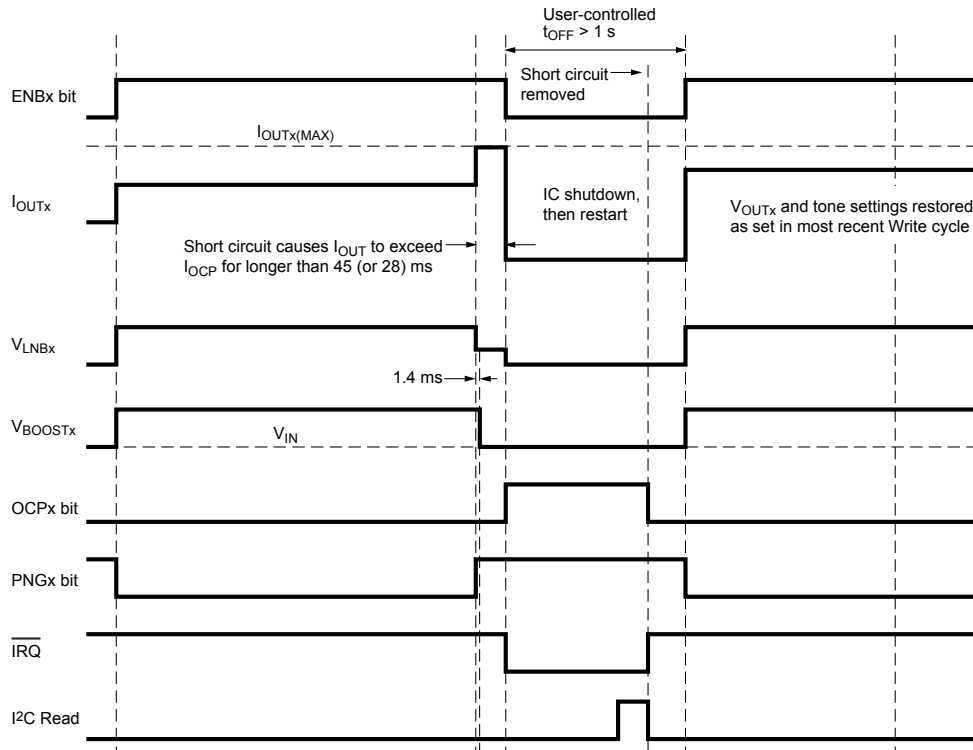 User-controlled
tOFF > 1 s
Short circuit
removed
ENBx bit
IOUTx(MAX)
IOUTx
IC shutdown,
then restart
VOUTx and tone settings restored
as set in most recent Write cycle
Short circuit causes IOUT to exceed
IOCP for longer than 45 (or 28) ms
VLNBx
1.4 ms
VBOOSTx
VIN
OCPx bit
PNGx bit
IRQ
I2C Read